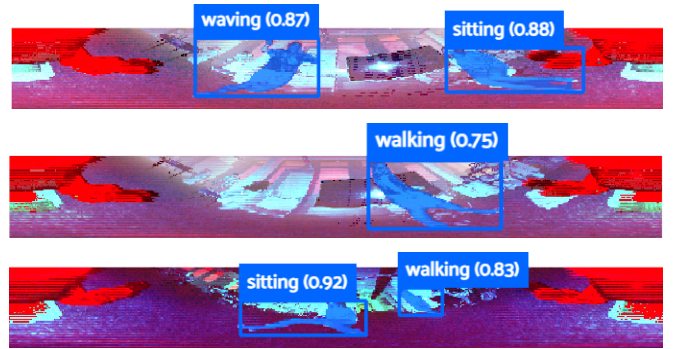 waving (0.87)
sitting (0.88)
walking (0.75)
sitting (0.92)
walking (0.83)